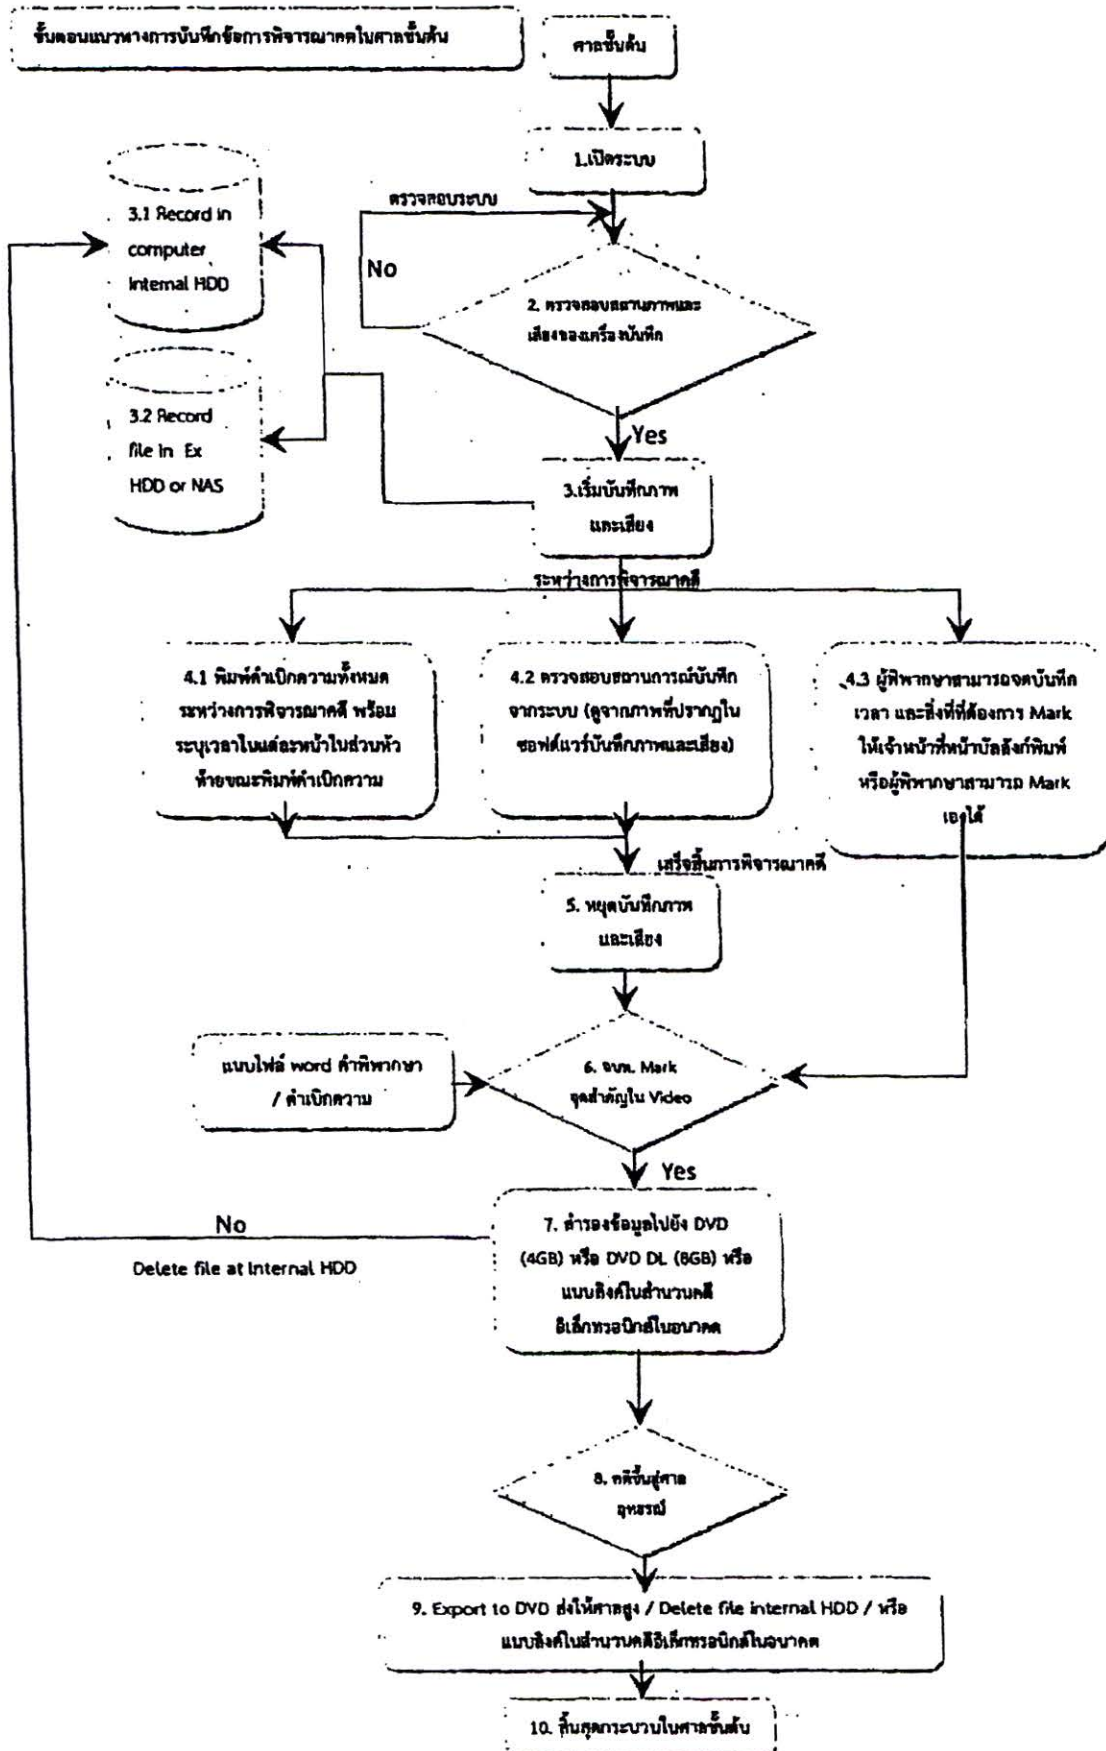 ขั้นตอนแนวทางการบันทึกข้อการพิจารณาคดีในศาลชั้นต้น
ศาลชั้นต้น
1.เปิดระบบ
ตรวจสอบระบบ
No
2. ตรวจสอบสถานภาพและ
เสียงของเครื่องบันทึก
Yes
3.1 Record in
computer
Internal HDD
3.2 Record
file in Ex
HDD or NAS
3.เริ่มบันทึกภาพ
และเสียง
ระหว่างการพิจารณาคดี
4.1 พิมพ์คำเบิกความทั้งหมด
ระหว่างการพิจารณาคดี พร้อม
ระบุเวลาในแต่ละหน้าในส่วนหัว
ท้ายขณะพิมพ์คำเบิกความ
4.2 ตรวจสอบสถานการณ์บันทึก
จากระบบ (ดูจากภาพที่ปรากฏใน
ซอฟต์แวร์บันทึกภาพและเสียง)
4.3 ผู้พิพากษาสามารถจดบันทึก
เวลา และสิ่งที่ที่ต้องการ Mark
ให้เจ้าหน้าที่หน้าบัลลังก์พิมพ์
หรือผู้พิพากษาสามารถ Mark
เองได้
เสร็จสิ้นการพิจารณาคดี
5. หยุดบันทึกภาพ
และเสียง
แนบไฟล์ word คำพิพากษา
/ คำเบิกความ
6. จนท. Mark
จุดสำคัญใน Video
Yes
No
Delete file at Internal HDD
7. สำรองข้อมูลไปยัง DVD
(4GB) หรือ DVD DL (8GB) หรือ
แนบลิงค์ในสำนวนคดี
อิเล็กทรอนิกส์ในอนาคต
8. คดีขึ้นสู่ศาล
อุทธรณ์
9. Export to DVD ส่งให้ศาลสูง / Delete file internal HDD / หรือ
แนบลิงค์ในสำนวนคดีอิเล็กทรอนิกส์ในอนาคต
10. สิ้นสุดกระบวนในศาลชั้นต้น